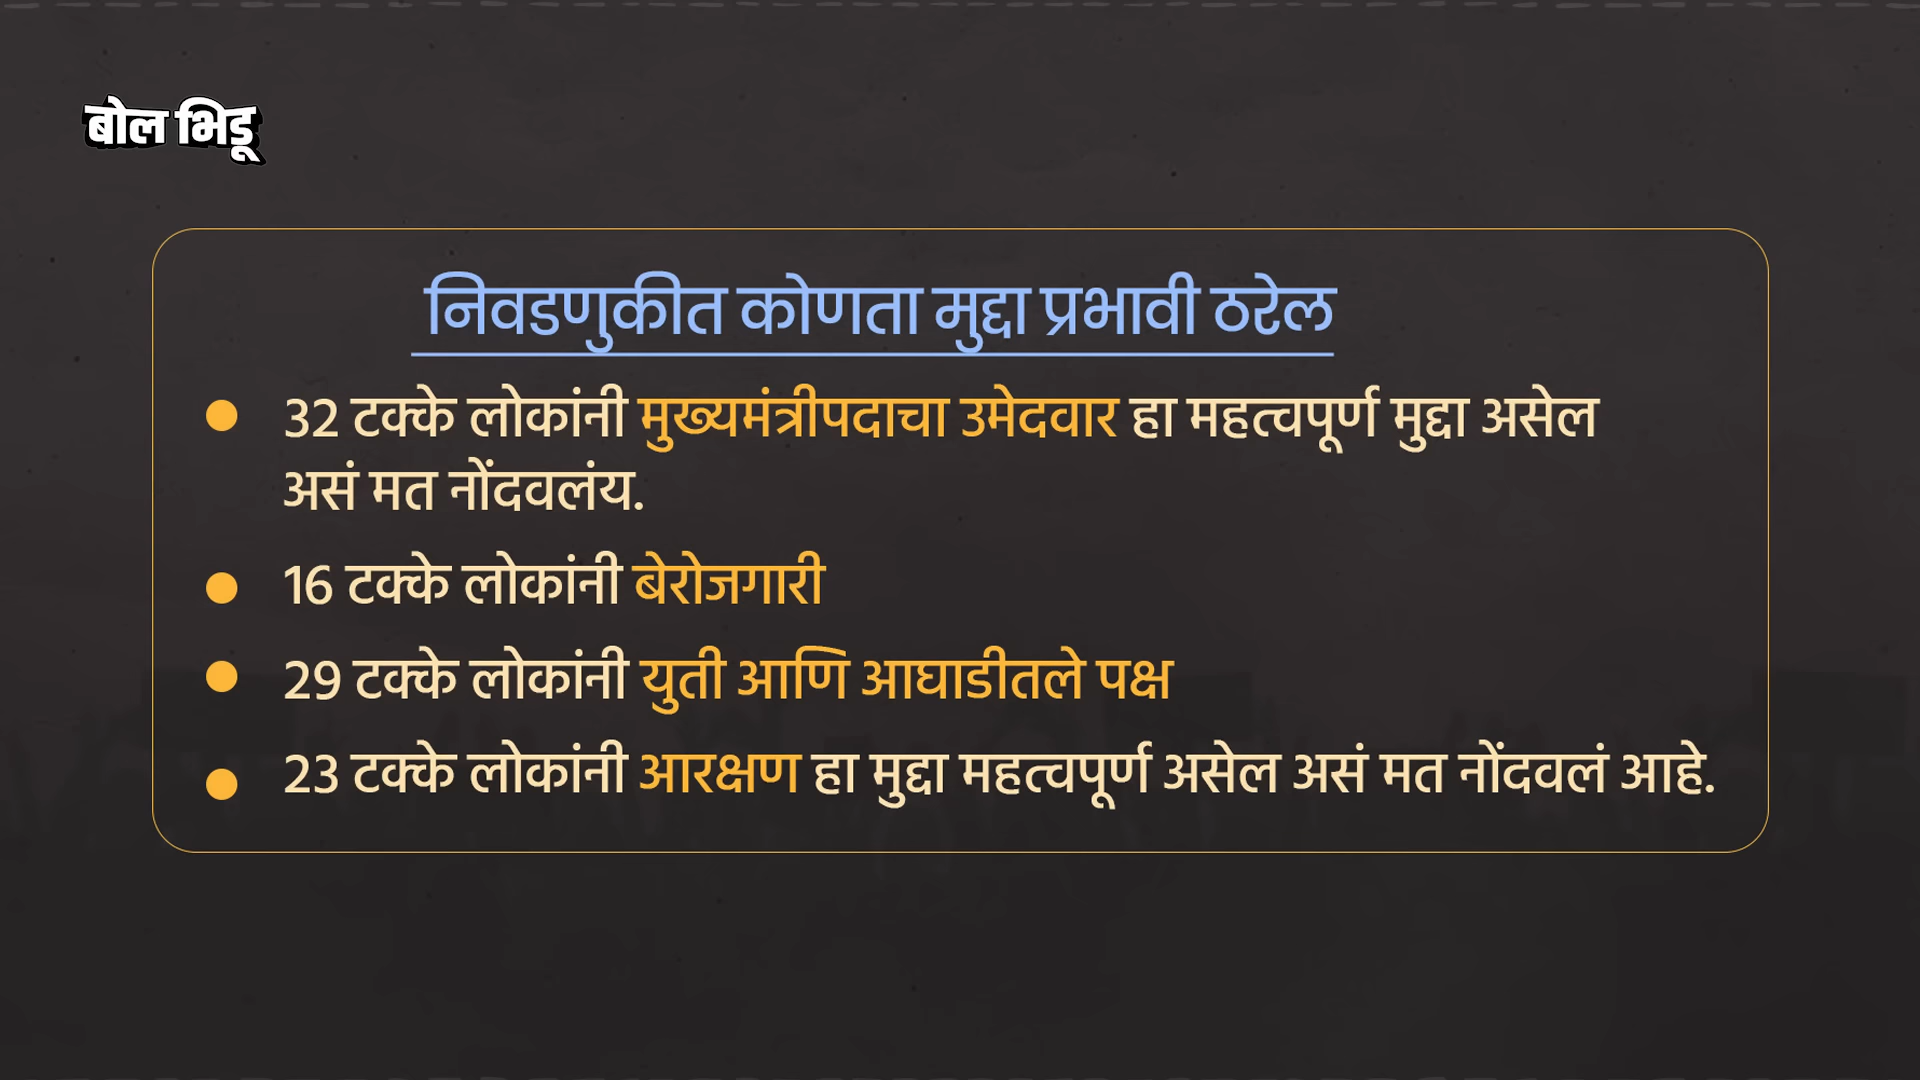 बोल भिडू
निवडणुकीत कोणता मुद्दा प्रभावी ठरेल
32 टक्के लोकांनी मुख्यमंत्रीपदाचा उमेदवार हा महत्वपूर्ण मुद्दा असेल
असं मत नोंदवलंय.
16 टक्के लोकांनी बेरोजगारी
29 टक्के लोकांनी युती आणि आघाडीतले पक्ष
23 टक्के लोकांनी आरक्षण हा मुद्दा महत्वपूर्ण असेल असं मत नोंदवलं आहे.